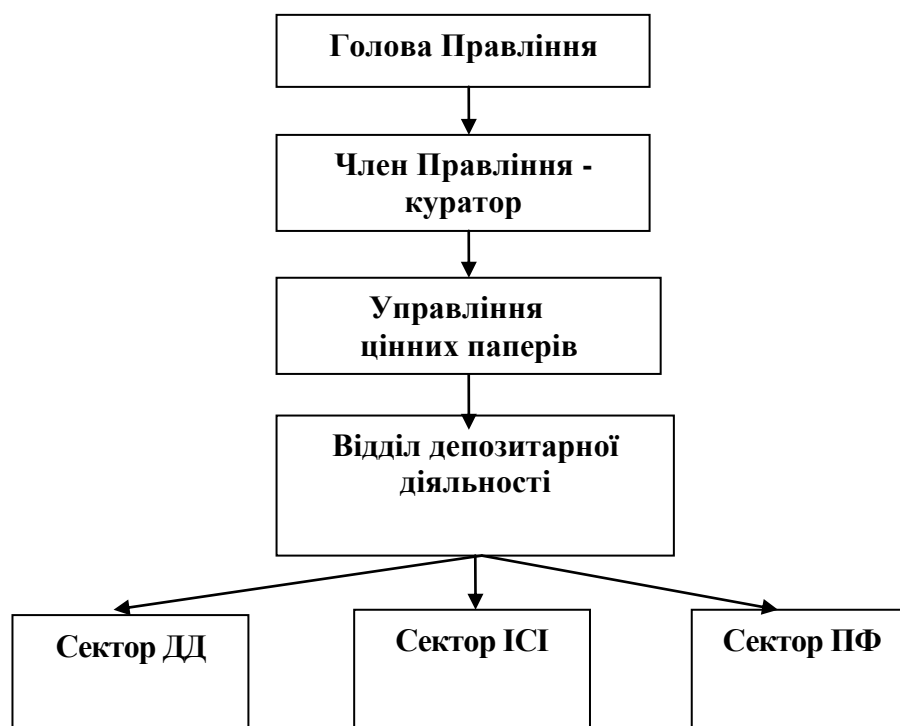 Голова Правління
Член Правління -
куратор
Управління
цінних паперів
Відділ депозитарної
діяльності
Сектор ДД
Сектор ІСІ
Сектор ПФ